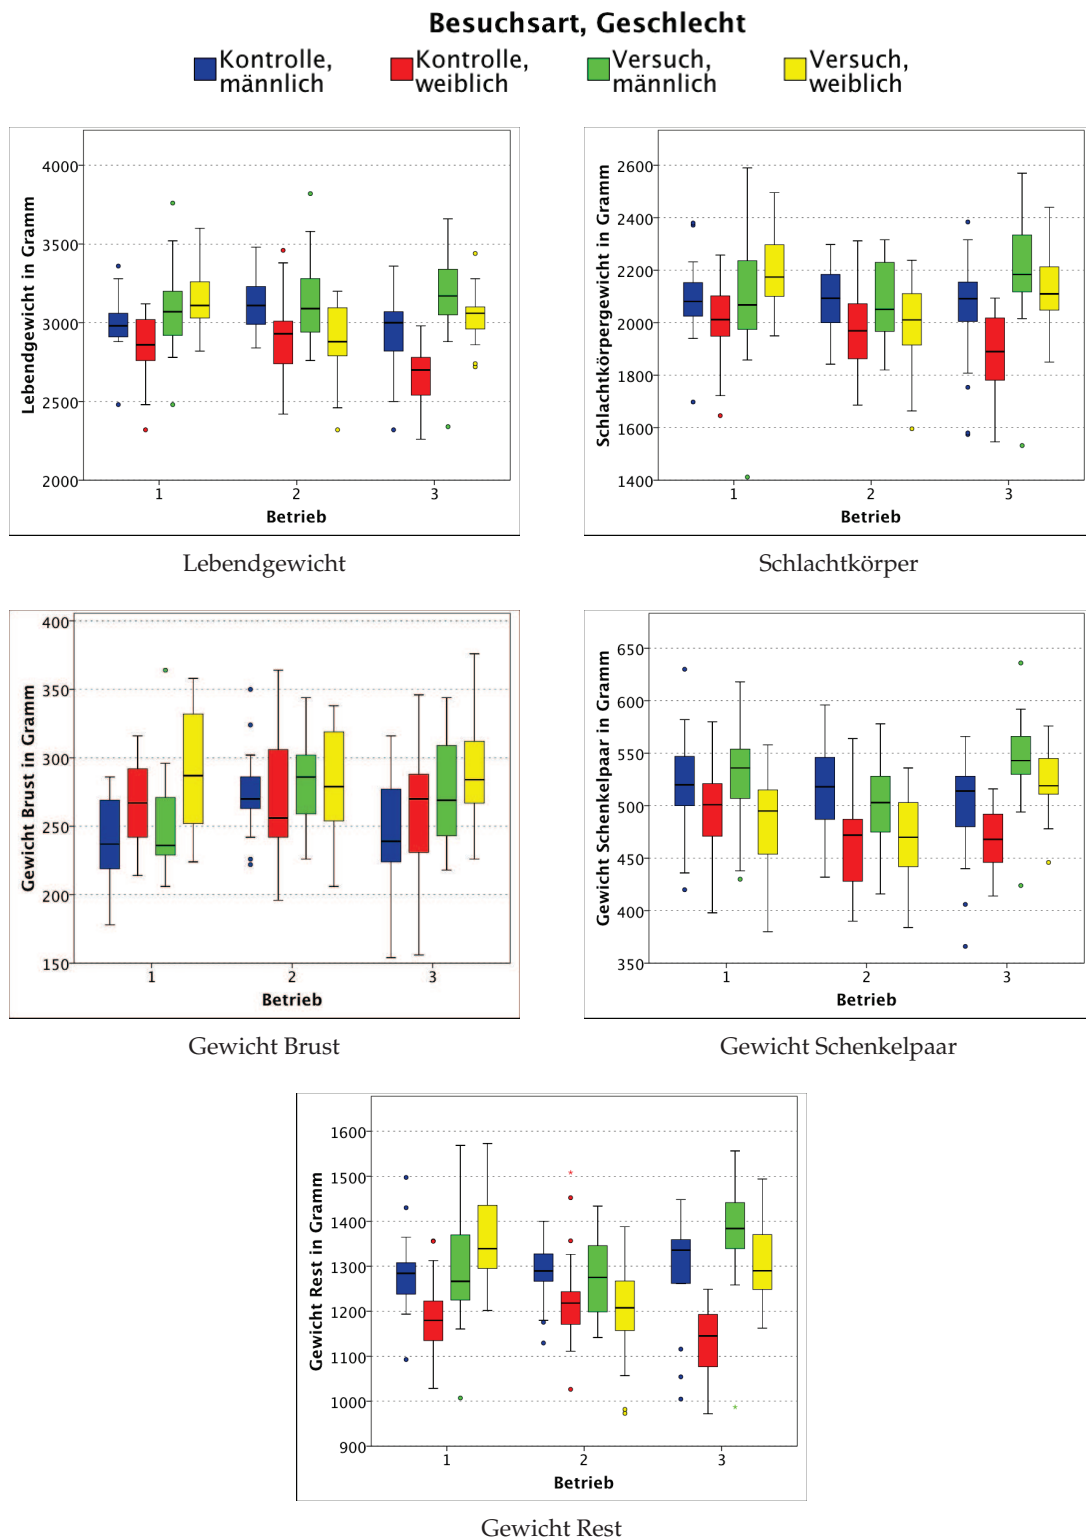 Besuchsart, Geschlecht
Kontrolle, männlich
Kontrolle, weiblich
Versuch, männlich
Versuch, weiblich
Lebendgewicht in Gramm
4000
3500
3000
2500
2000
1 2 3
Betrieb
Lebendgewicht
Schlachtkörpergewicht in Gramm
2600
2400
2200
2000
1800
1600
1400
1 2 3
Betrieb
Schlachtkörper
Gewicht Brust in Gramm
400
350
300
250
200
150
1 2 3
Betrieb
Gewicht Brust
Gewicht Schenkelpaar in Gramm
650
600
550
500
450
400
350
1 2 3
Betrieb
Gewicht Schenkelpaar
Gewicht Rest in Gramm
1600
1500
1400
1300
1200
1100
1000
900
1 2 3
Betrieb
Gewicht Rest